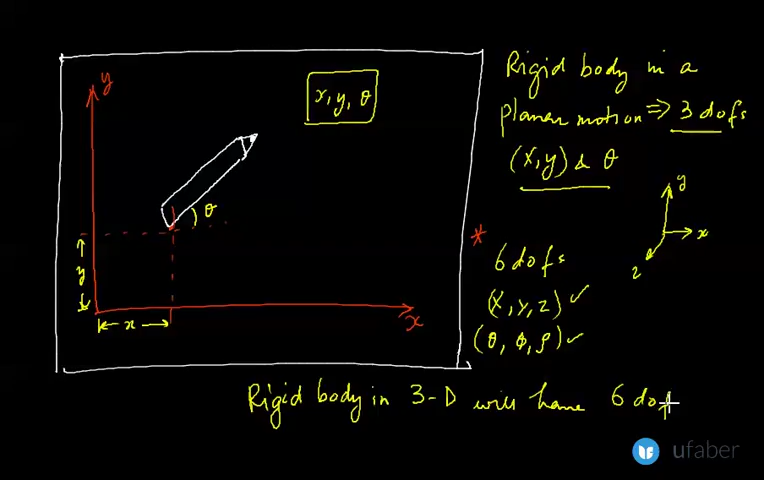 y
x, y, θ
θ
y
x
x
Rigid body in a
planar motion ⇒ 3 dofs
(x,y) & θ
y
x
z
*
6 dofs
(x, y, z) ✓
(θ, φ, ρ) ✓
Rigid body in 3-D will have 6 dof
ufaber